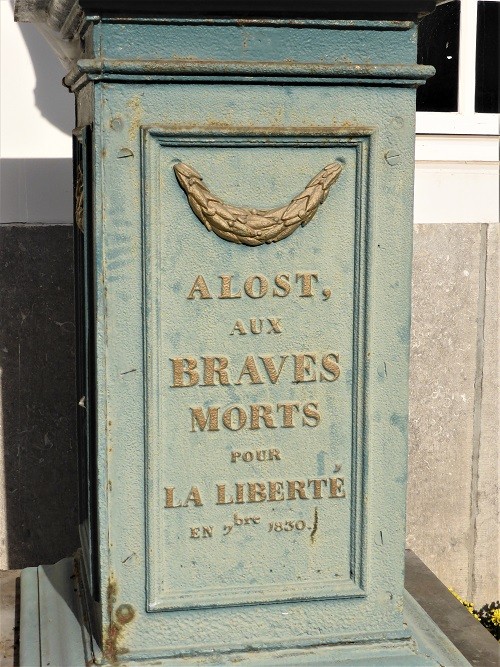 ALOST,
AUX
BRAVES
MORTS
POUR
LA LIBERTÉ
EN 7bre 1830.